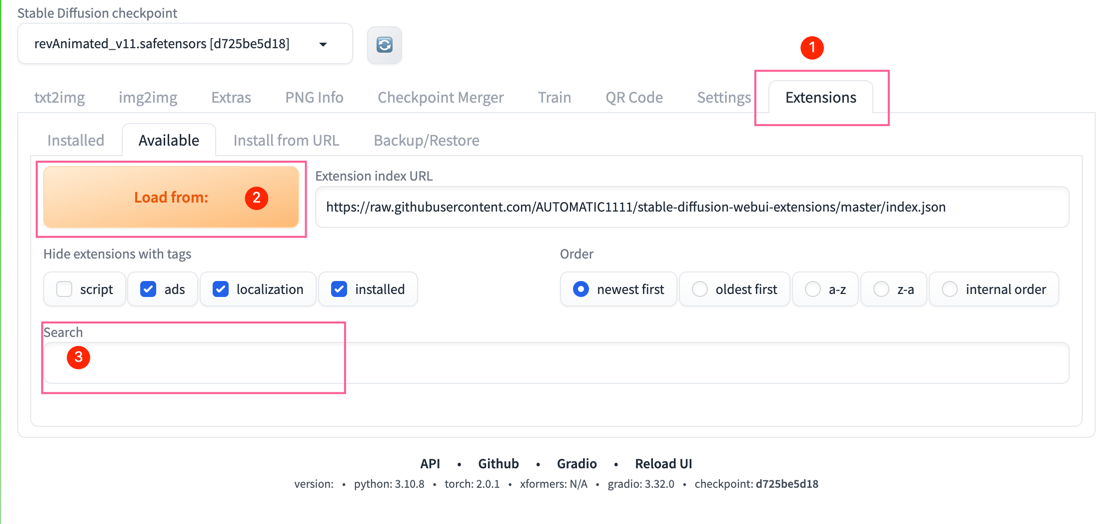 Stable Diffusion checkpoint
revAnimated_v11.safetensors [d725be5d18]
1
txt2img img2img Extras PNG Info Checkpoint Merger Train QR Code Settings Extensions
Installed Available Install from URL Backup/Restore
Load from: 2
Extension index URL
https://raw.githubusercontent.com/AUTOMATIC1111/stable-diffusion-webui-extensions/master/index.json
Hide extensions with tags Order
script ads localization installed newest first oldest first a-z z-a internal order
Search
3
API • Github • Gradio • Reload UI
version: • python: 3.10.8 • torch: 2.0.1 • xformers: N/A • gradio: 3.32.0 • checkpoint: d725be5d18